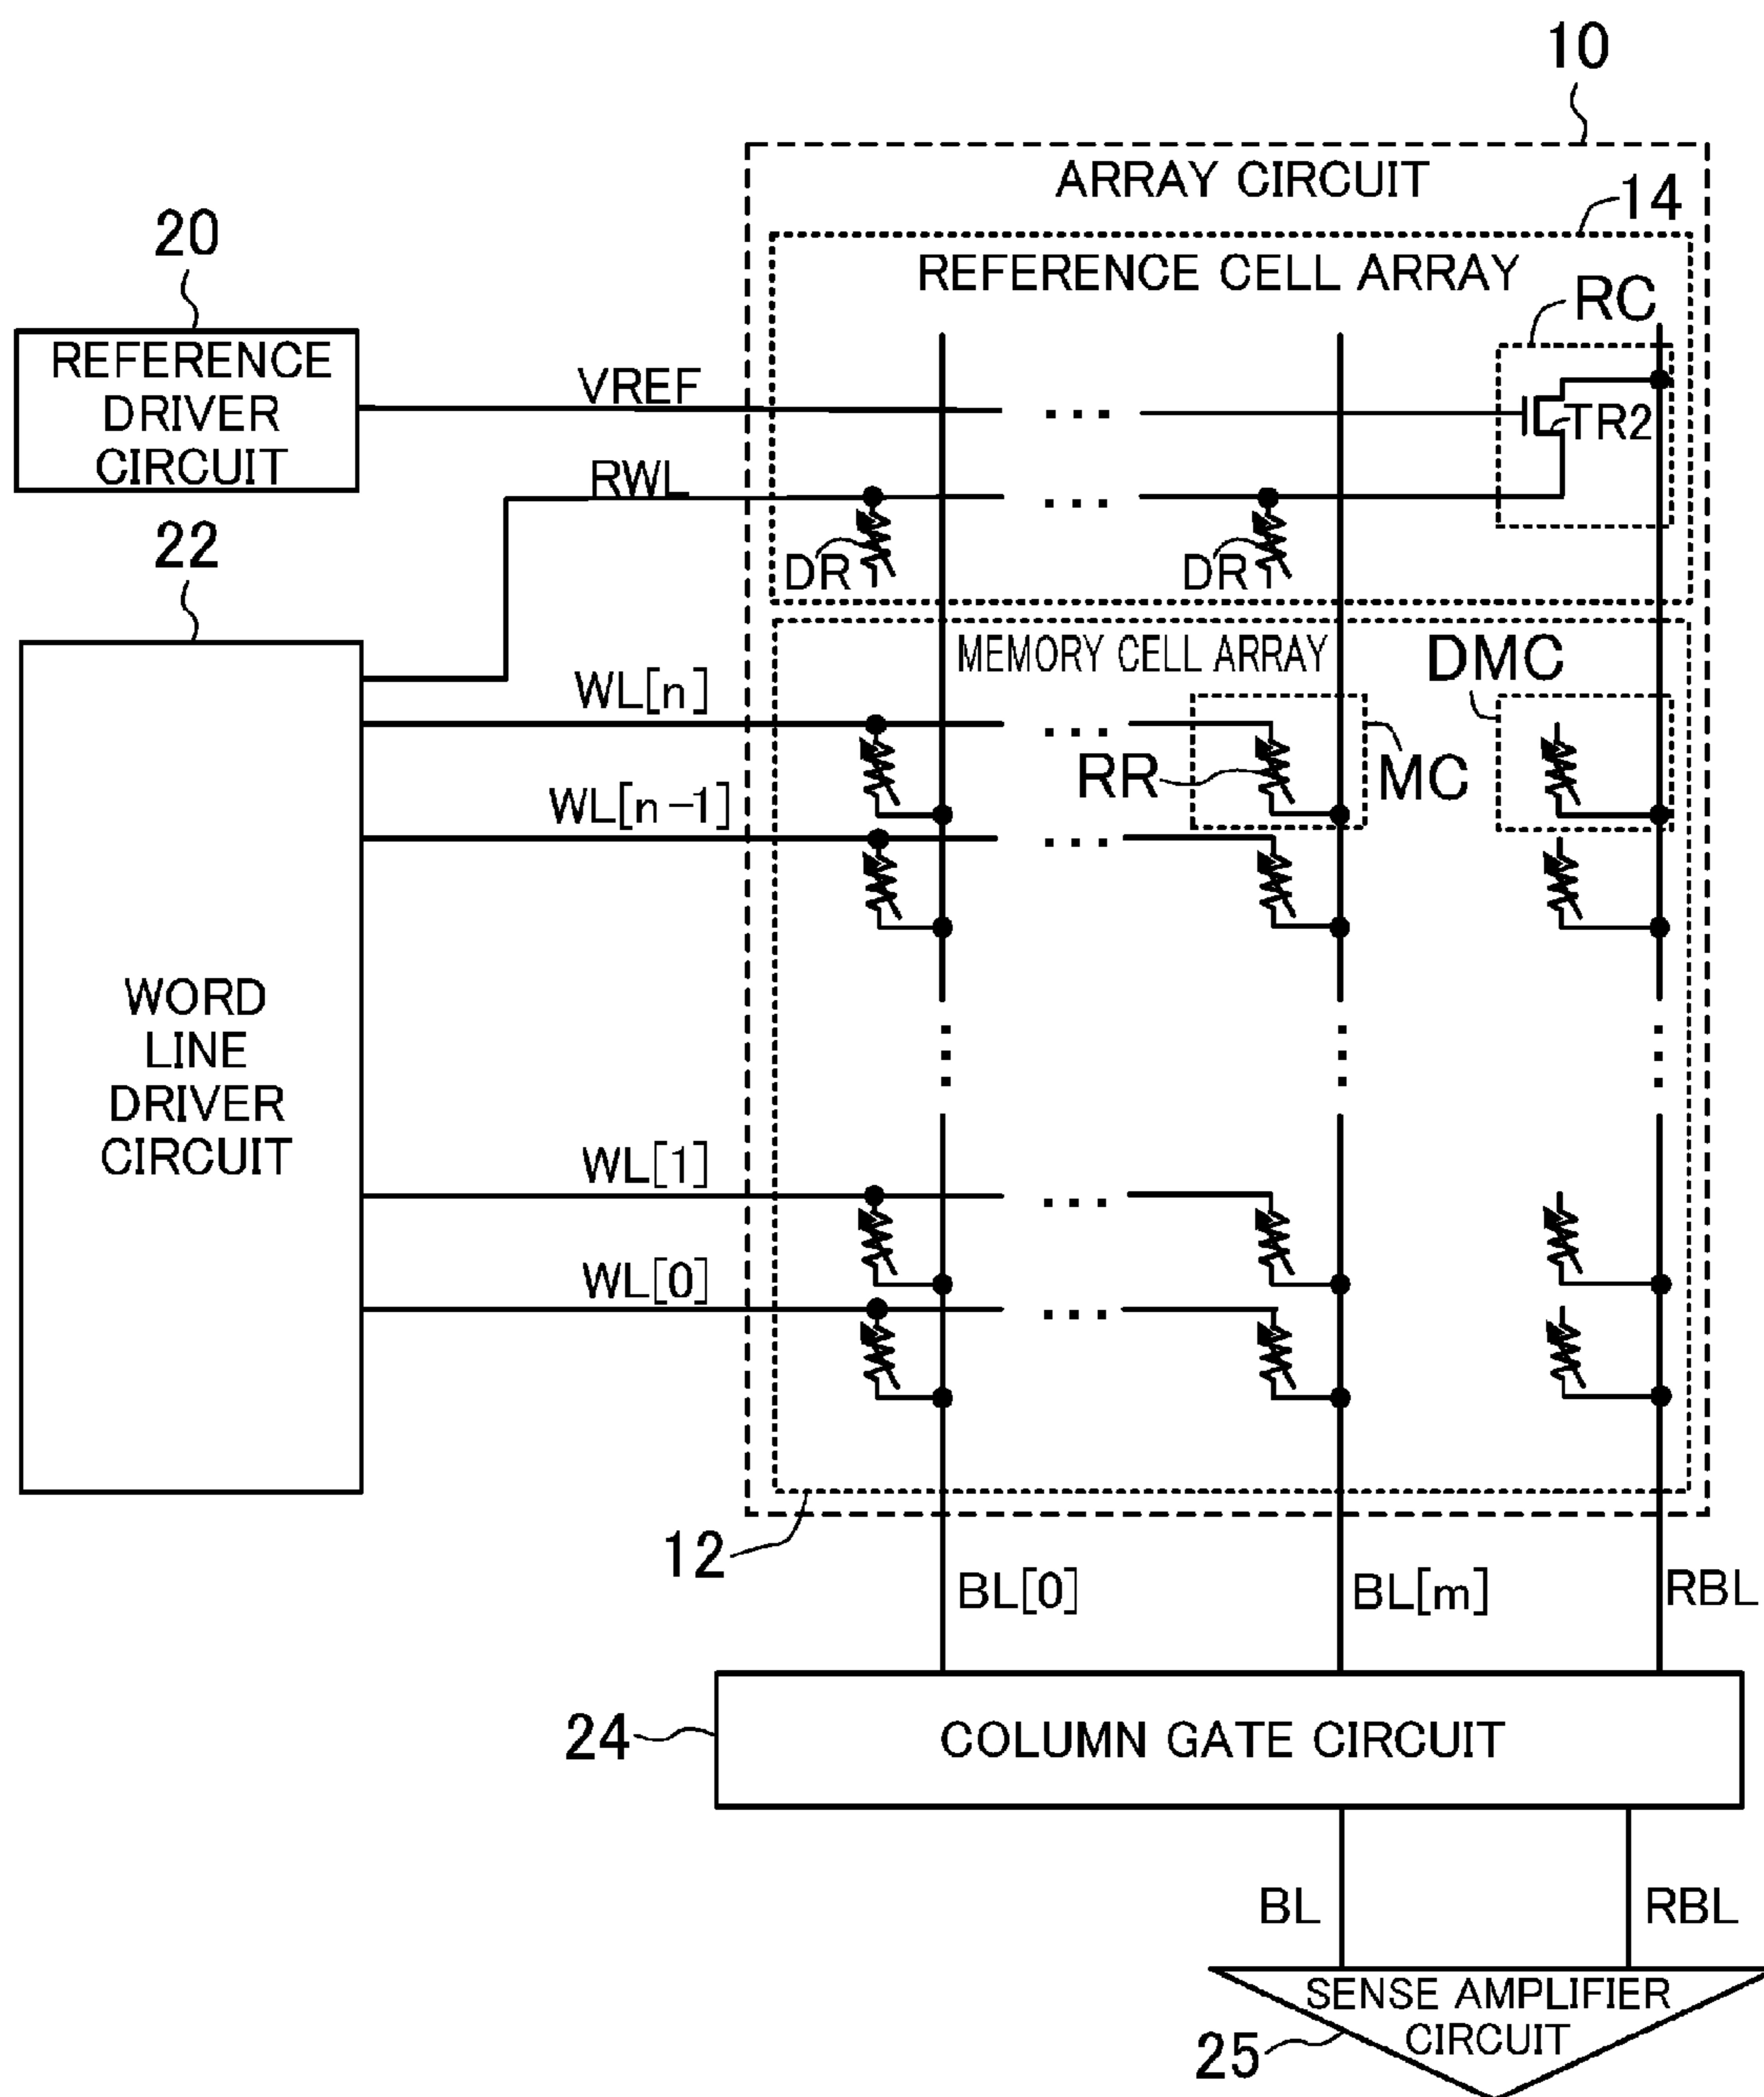 10
ARRAY CIRCUIT
14
20
REFERENCE CELL ARRAY
RC
REFERENCE
DRIVER
CIRCUIT
VREF
...
TR2
RWL
...
DR
DR
22
MEMORY CELL ARRAY
DMC
WL[n]
...
RR
MC
WL[n-1]
...
WORD
LINE
DRIVER
CIRCUIT
WL[1]
...
WL[0]
...
12
BL[0]
BL[m]
RBL
24
COLUMN GATE CIRCUIT
BL
RBL
SENSE AMPLIFIER
CIRCUIT
25